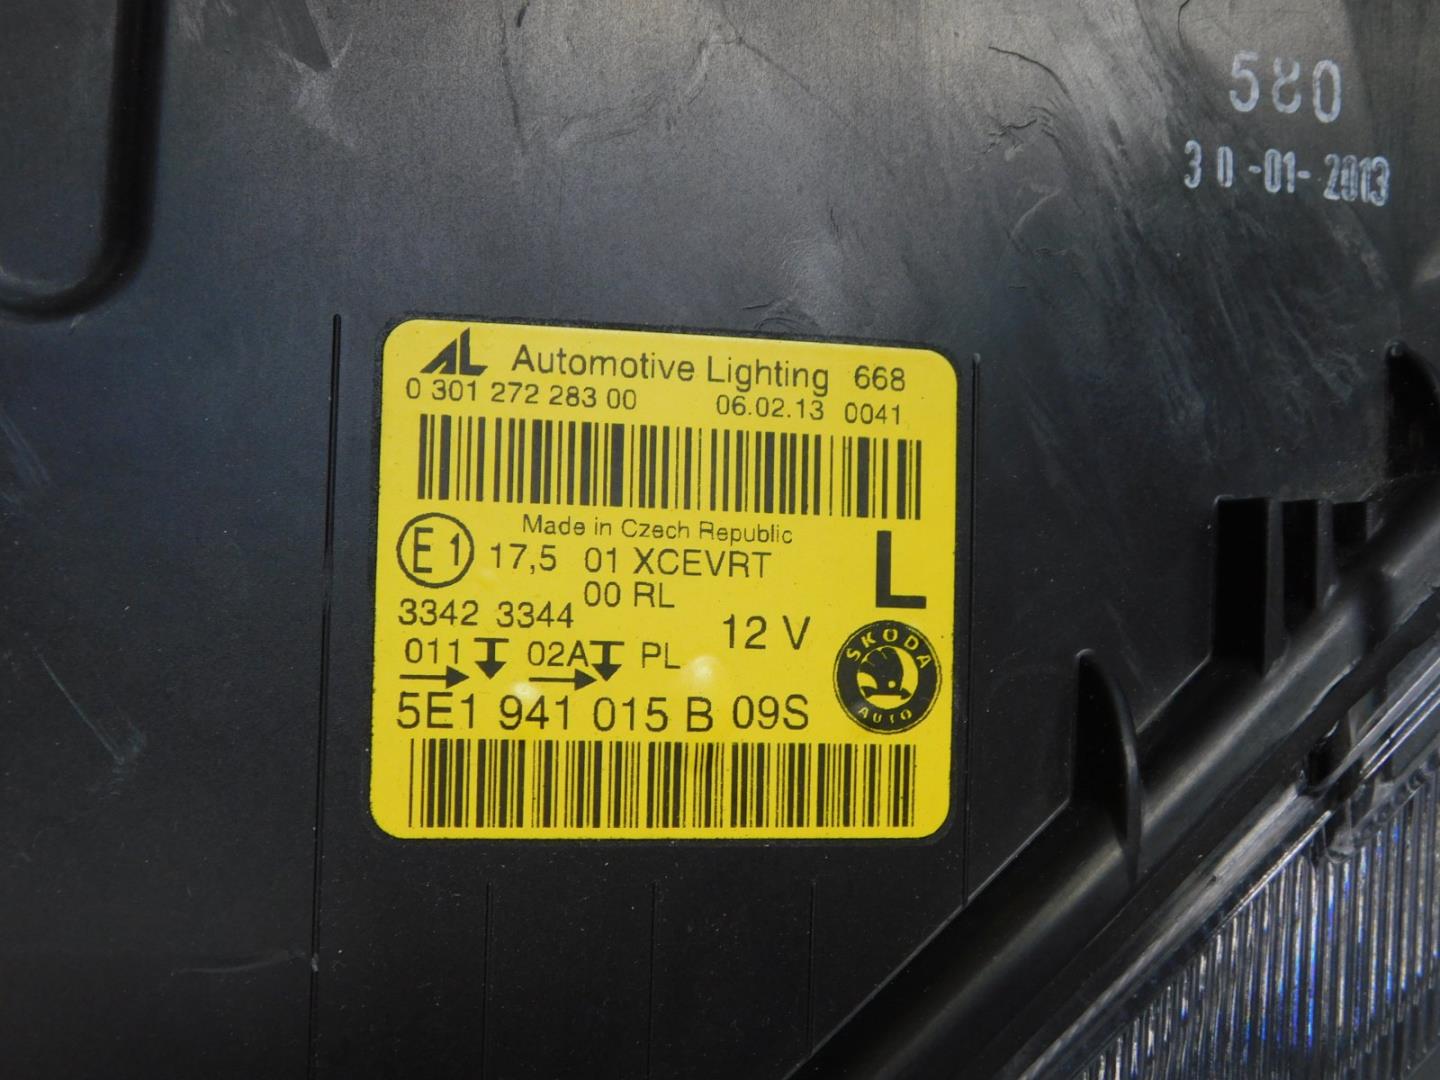 580
30-01-2013
AL Automotive Lighting 668
0 301 272 283 00 06.02.13 0041
Made in Czech Republic
E1 17,5 01 XCEVRT L
00 RL
3342 3344 12 V
011 02A PL
SKODA
AUTO
5E1 941 015 B 09S